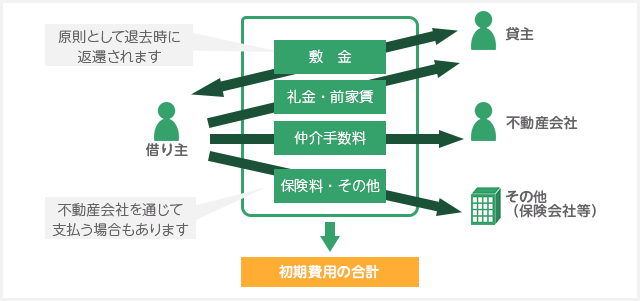 原則として退去時に
返還されます
敷　金
貸主
礼金・前家賃
借り主
仲介手数料
不動産会社
保険料・その他
その他
（保険会社等）
不動産会社を通じて
支払う場合もあります
初期費用の合計